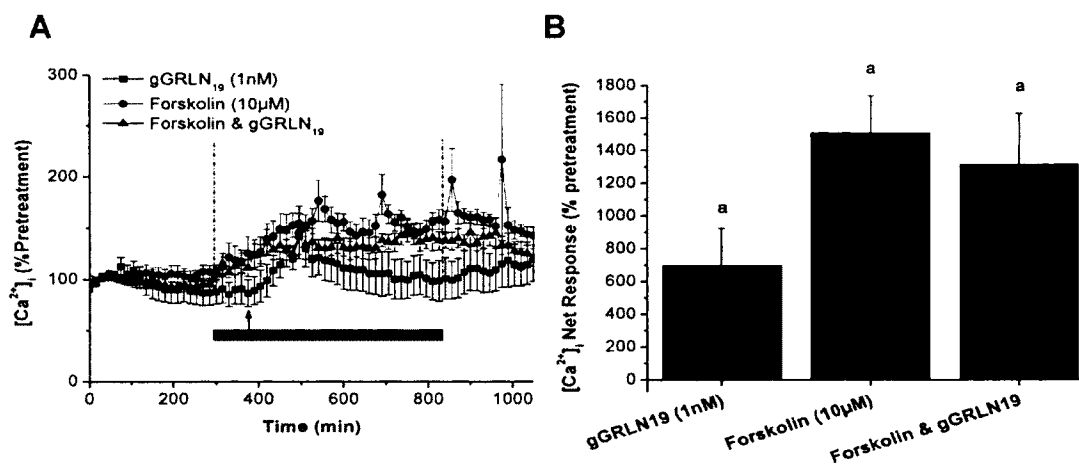 A
[Ca²⁺]ᵢ (%Pretreatment)
300
200
100
0
gGRLN₁₉ (1nM)
Forskolin (10µM)
Forskolin & gGRLN₁₉
0
200
400
600
800
1000
Time (min)
B
[Ca²⁺]ᵢ Net Response (% pretreatment)
1800
1600
1400
1200
1000
800
600
400
200
0
a
a
a
gGRLN19 (1nM)
Forskolin (10µM)
Forskolin & gGRLN19